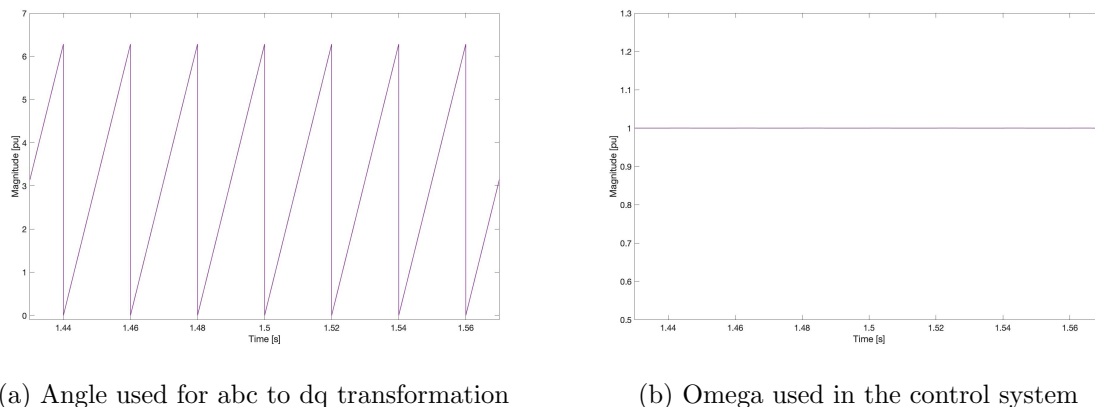 7
6
5
4
3
2
1
0
Magnitude [pu]
1.44 1.46 1.48 1.5 1.52 1.54 1.56
Time [s]
1.3
1.2
1.1
1
0.9
0.8
0.7
0.6
0.5
Magnitude [pu]
1.44 1.46 1.48 1.5 1.52 1.54 1.56
Time [s]
(a) Angle used for abc to dq transformation
(b) Omega used in the control system